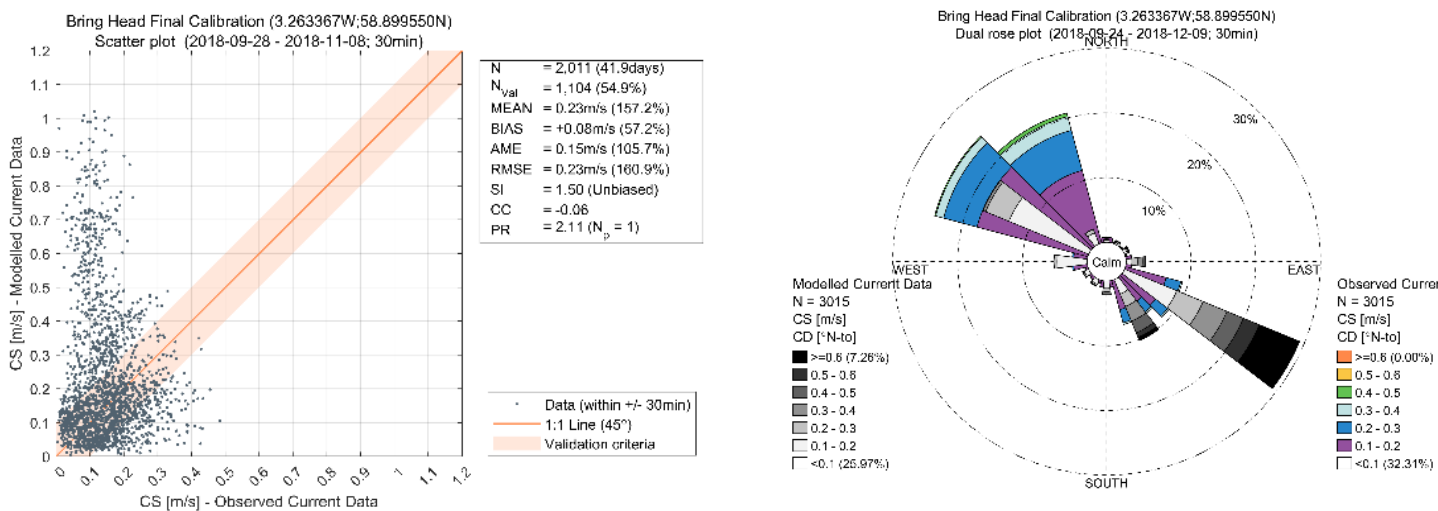 Bring Head Final Calibration (3.263367W;58.899550N)
Scatter plot (2018-09-28 - 2018-11-08; 30min)
1.2
1.1
1
0.9
0.8
0.7
0.6
0.5
0.4
0.3
0.2
0.1
0
CS [m/s] - Modelled Current Data
0 0.1 0.2 0.3 0.4 0.5 0.6 0.7 0.8 0.9 1 1.1 1.2
CS [m/s] - Observed Current Data
N = 2,011 (41.9days)
N_Val = 1,104 (54.9%)
MEAN = 0.23m/s (157.2%)
BIAS = +0.08m/s (57.2%)
AME = 0.15m/s (105.7%)
RMSE = 0.23m/s (160.9%)
SI = 1.50 (Unbiased)
CC = -0.06
PR = 2.11 (N_p = 1)
Data (within +/- 30min)
1:1 Line (45°)
Validation criteria
Bring Head Final Calibration (3.263367W;58.899550N)
Dual rose plot (2018-09-24 - 2018-12-09; 30min)
NORTH
30%
20%
10%
Calm
WEST
EAST
SOUTH
Modelled Current Data
N = 3015
CS [m/s]
CD [°N-to]
>=0.6 (7.26%)
0.5 - 0.6
0.4 - 0.5
0.3 - 0.4
0.2 - 0.3
0.1 - 0.2
<0.1 (25.97%)
Observed Curre
N = 3015
CS [m/s]
CD [°N-to]
>=0.6 (0.00%)
0.5 - 0.6
0.4 - 0.5
0.3 - 0.4
0.2 - 0.3
0.1 - 0.2
<0.1 (32.31%)